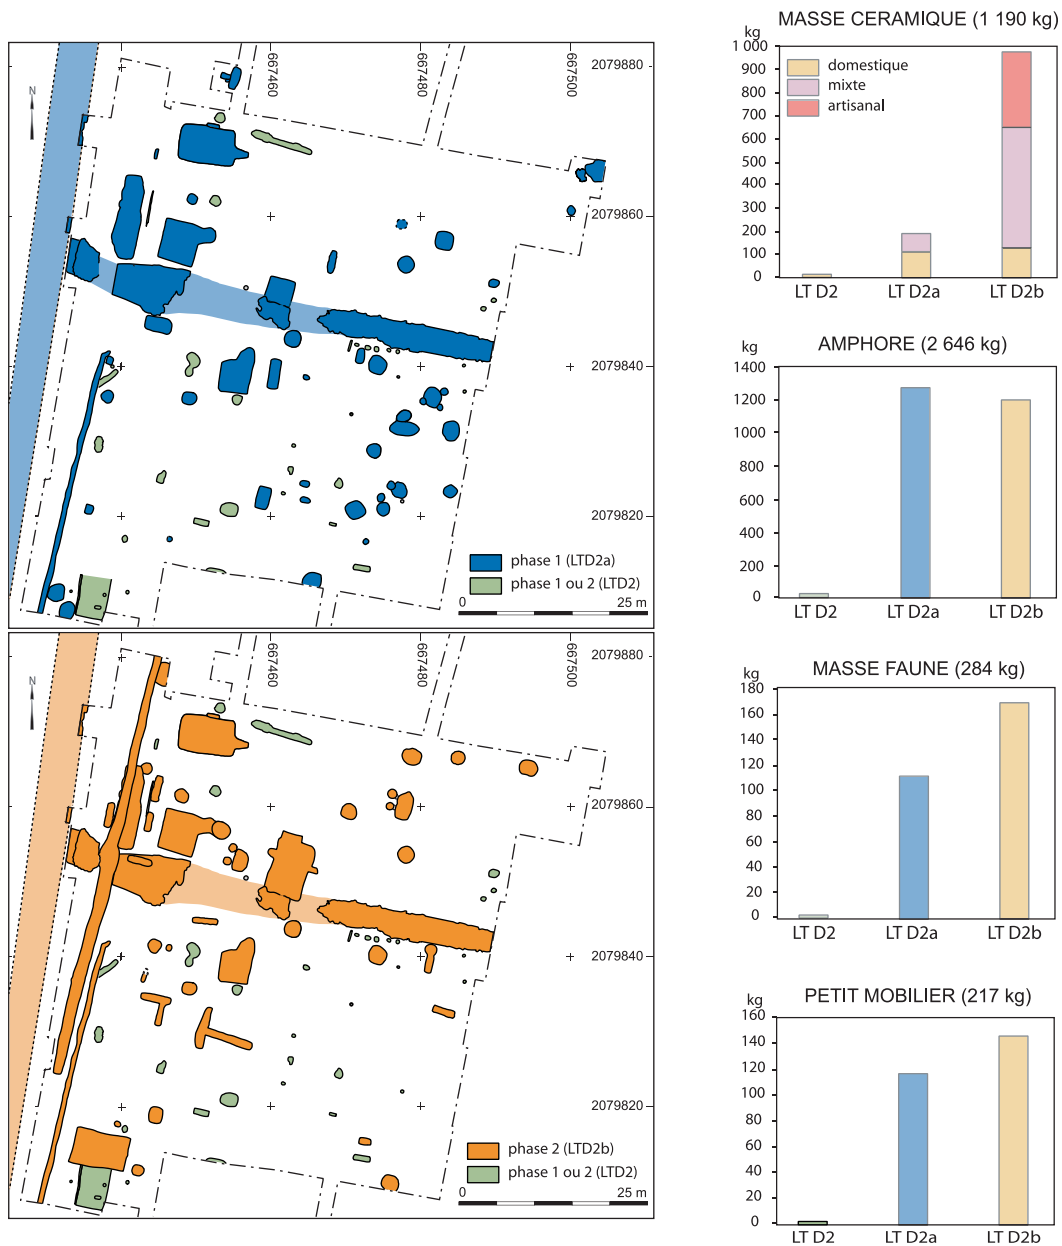 667460
667480
667500
2079880
N
2079860
2079840
2079820
phase 1 (LTD2a)
phase 1 ou 2 (LTD2)
0 25 m
667460
667480
667500
2079880
N
2079860
2079840
2079820
phase 2 (LTD2b)
phase 1 ou 2 (LTD2)
0 25 m
MASSE CERAMIQUE (1 190 kg)
kg
1 000
900
800
700
600
500
400
300
200
100
0
domestique
mixte
artisanal
LT D2 LT D2a LT D2b
AMPHORE (2 646 kg)
kg
1400
1200
1000
800
600
400
200
0
LT D2 LT D2a LT D2b
MASSE FAUNE (284 kg)
kg
180
160
140
120
100
80
60
40
20
0
LT D2 LT D2a LT D2b
PETIT MOBILIER (217 kg)
kg
160
140
120
100
80
60
40
20
0
LT D2 LT D2a LT D2b